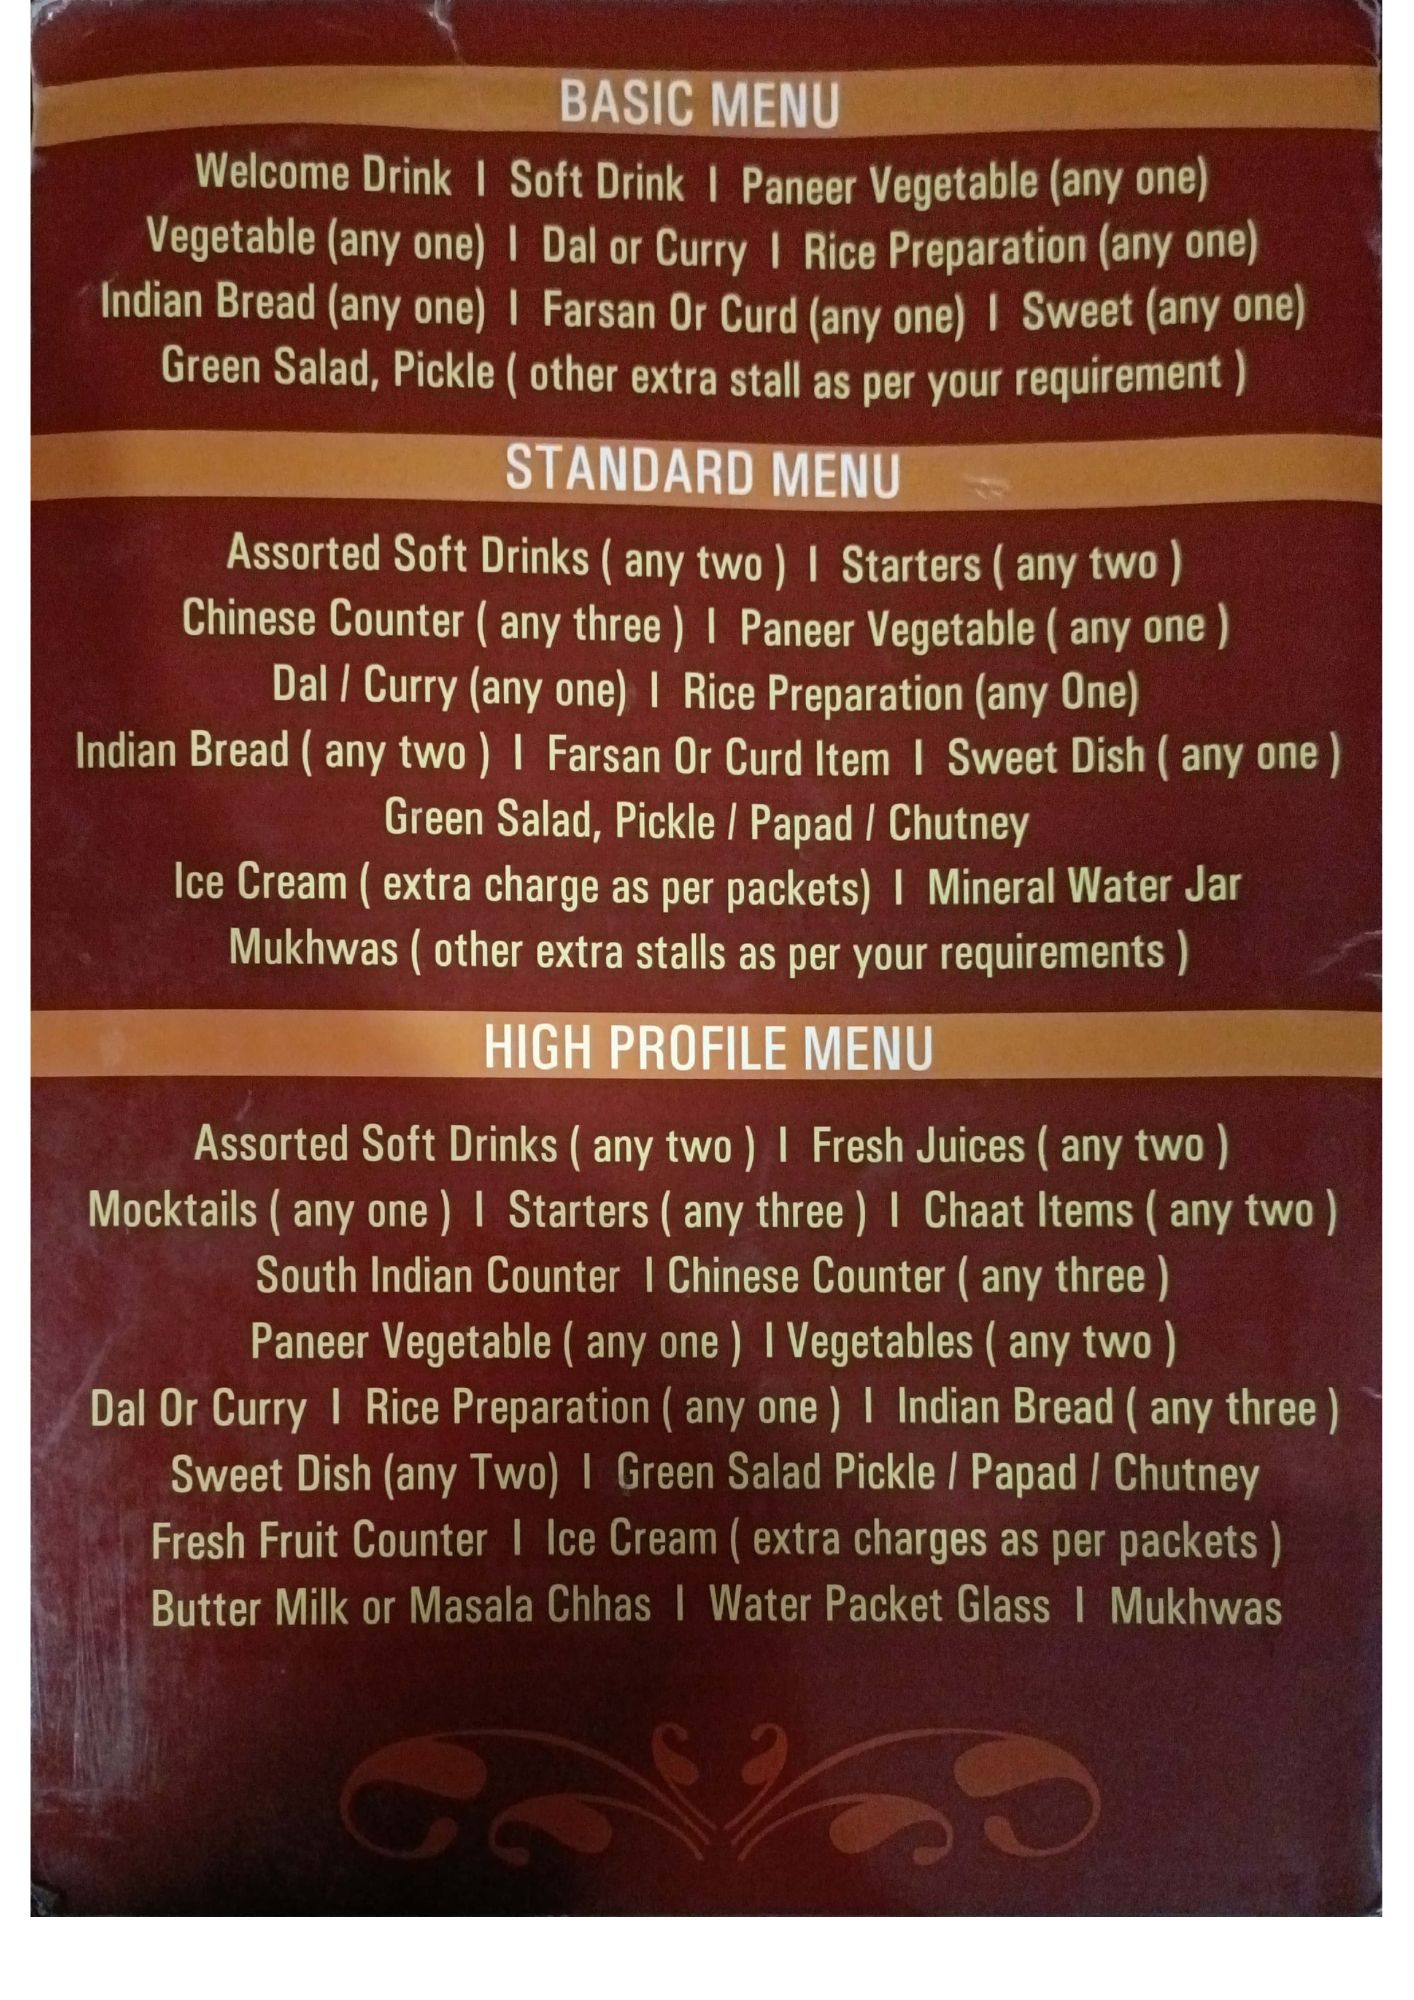 BASIC MENU
Welcome Drink I Soft Drink I Paneer Vegetable (any one)
Vegetable (any one) I Dal or Curry I Rice Preparation (any one)
Indian Bread (any one) I Farsan Or Curd (any one) I Sweet (any one)
Green Salad, Pickle ( other extra stall as per your requirement )
STANDARD MENU
Assorted Soft Drinks ( any two ) I Starters ( any two )
Chinese Counter ( any three ) I Paneer Vegetable ( any one )
Dal / Curry (any one) I Rice Preparation (any One)
Indian Bread ( any two ) I Farsan Or Curd Item I Sweet Dish ( any one )
Green Salad, Pickle / Papad / Chutney
Ice Cream ( extra charge as per packets) I Mineral Water Jar
Mukhwas ( other extra stalls as per your requirements )
HIGH PROFILE MENU
Assorted Soft Drinks ( any two ) I Fresh Juices ( any two )
Mocktails ( any one ) I Starters ( any three ) I Chaat Items ( any two )
South Indian Counter I Chinese Counter ( any three )
Paneer Vegetable ( any one ) I Vegetables ( any two )
Dal Or Curry I Rice Preparation ( any one ) I Indian Bread ( any three )
Sweet Dish (any Two) I Green Salad Pickle / Papad / Chutney
Fresh Fruit Counter I Ice Cream ( extra charges as per packets )
Butter Milk or Masala Chhas I Water Packet Glass I Mukhwas